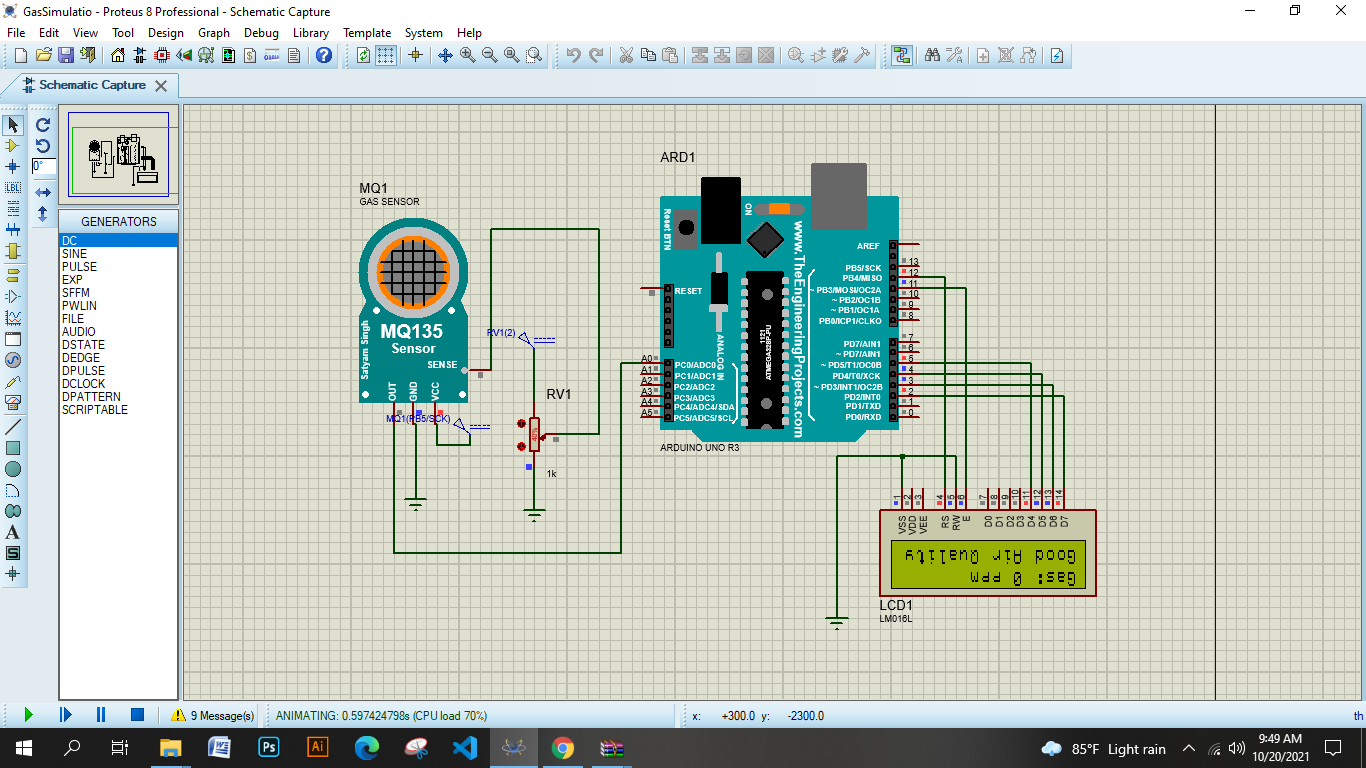 GasSimulatio - Proteus 8 Professional - Schematic Capture
File Edit View Tool Design Graph Debug Library Template System Help
Schematic Capture
0°
LBL
GENERATORS
DC
SINE
PULSE
EXP
SFFM
PWLIN
FILE
AUDIO
DSTATE
DEDGE
DPULSE
DCLOCK
DPATTERN
SCRIPTABLE
A
S
MQ1
GAS SENSOR
MQ135
Sensor
Satyam Singh
SENSE
OUT
GND
VCC
MQ1(PB5/SCK)
RV1(2)
RV1
40%
1k
ARD1
Reset BTN
ON
www.TheEngineeringProjects.com
1121
ATMEGA328P-PU
ANALOG IN
RESET
A0 PC0/ADC0
A1 PC1/ADC1
A2 PC2/ADC2
A3 PC3/ADC3
A4 PC4/ADC4/SDA
A5 PC5/ADC5/SCL
AREF
PB5/SCK 13
PB4/MISO 12
~ PB3/MOSI/OC2A 11
~ PB2/OC1B 10
~ PB1/OC1A 9
PB0/ICP1/CLKO 8
PD7/AIN1 7
~ PD7/AIN1 6
~ PD5/T1/OC0B 5
PD4/T0/XCK 4
~ PD3/INT1/OC2B 3
PD2/INT0 2
PD1/TXD 1
PD0/RXD 0
ARDUINO UNO R3
1 2 3 4 5 6 7 8 9 10 11 12 13 14
VSS VDD VEE RS RW E D0 D1 D2 D3 D4 D5 D6 D7
Gas: 0 PPM
Good Air Quality
LCD1
LM016L
9 Message(s)
ANIMATING: 0.597424798s (CPU load 70%)
x: +300.0 y: -2300.0
th
Ps
Ai
85°F Light rain
9:49 AM
10/20/2021